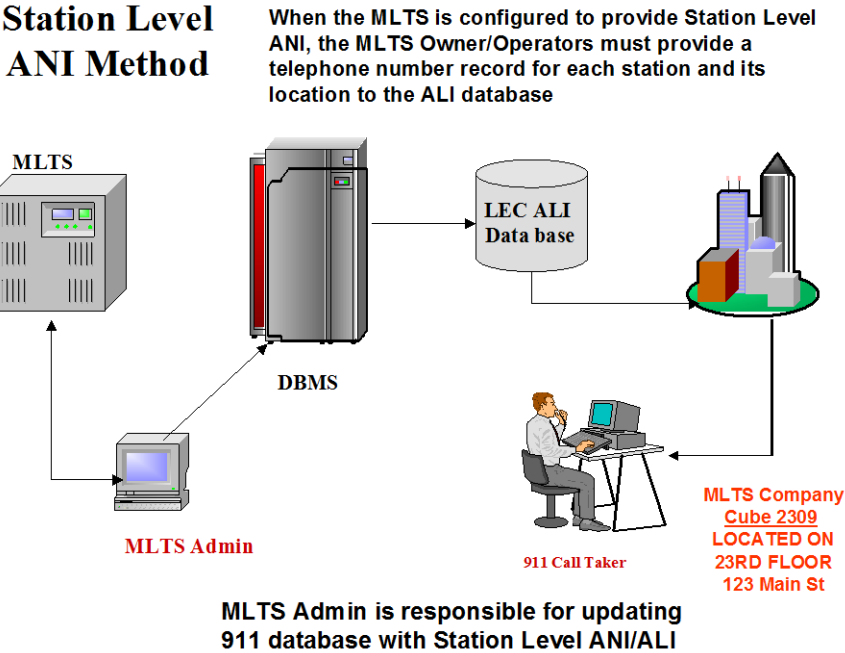 Station Level
ANI Method
When the MLTS is configured to provide Station Level
ANI, the MLTS Owner/Operators must provide a
telephone number record for each station and its
location to the ALI database
MLTS
LEC ALI
Data base
DBMS
MLTS Admin
911 Call Taker
MLTS Company
Cube 2309
LOCATED ON
23RD FLOOR
123 Main St
MLTS Admin is responsible for updating
911 database with Station Level ANI/ALI